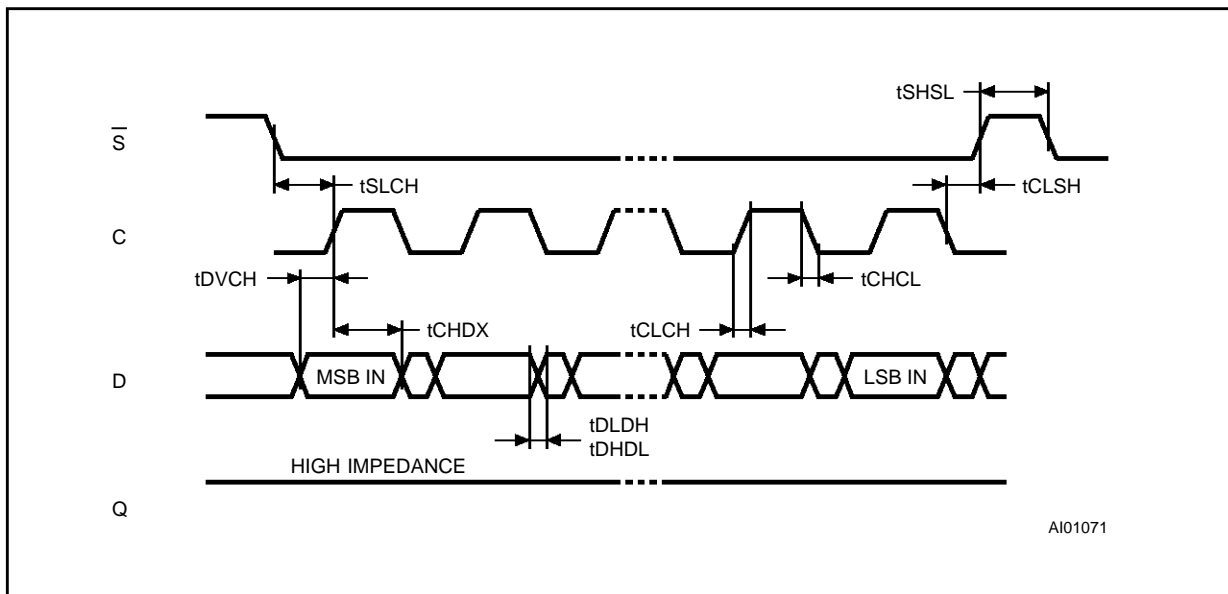 tSHSL
S̅
tSLCH
tCLSH
C
tDVCH
tCHCL
tCHDX
tCLCH
D
MSB IN
LSB IN
tDLDH
tDHDL
HIGH IMPEDANCE
Q
AI01071